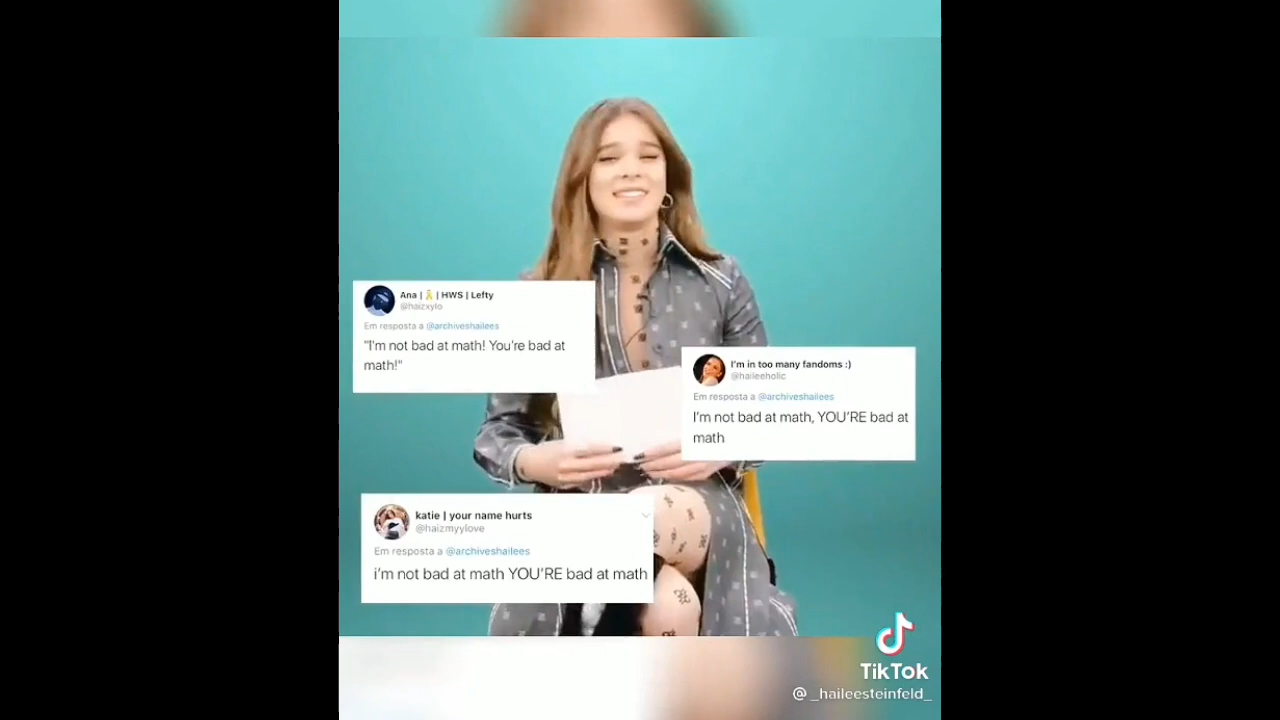 Ana | 🎗 | HWS | Lefty
@haizxylo
Em resposta a @archiveshailees
"I'm not bad at math! You're bad at
math!"
I'm in too many fandoms :)
@haileeholic
Em resposta a @archiveshailees
I'm not bad at math, YOU'RE bad at
math
katie | your name hurts
@haizmyylove
Em resposta a @archiveshailees
i'm not bad at math YOU'RE bad at math
TikTok
@_haileesteinfeld_